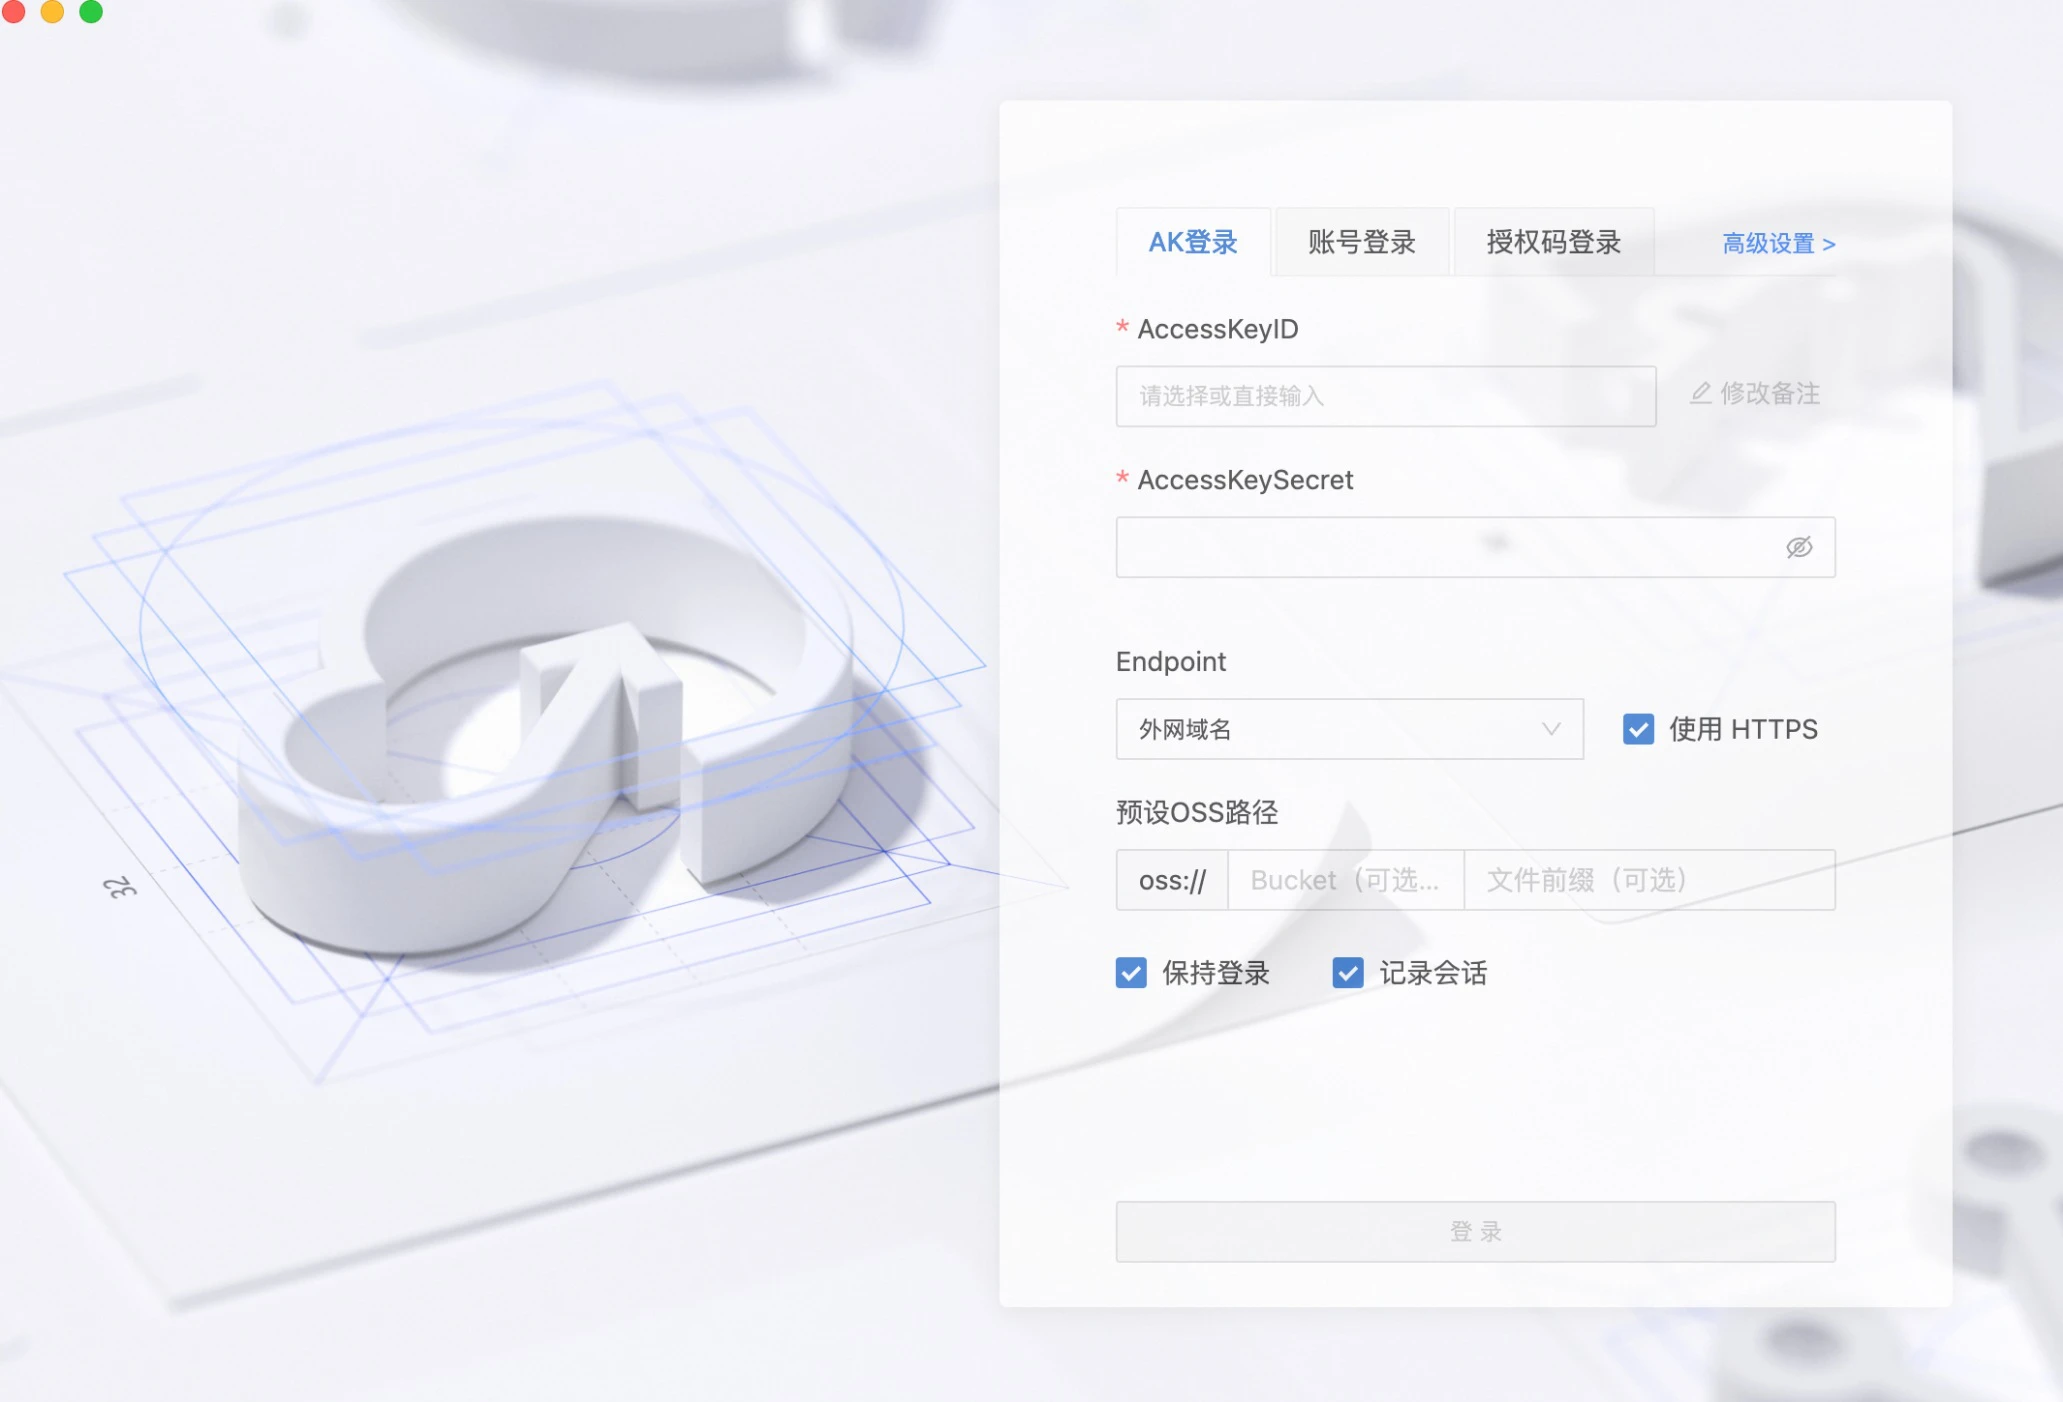 AK登录 账号登录 授权码登录 高级设置 >
* AccessKeyID
请选择或直接输入 修改备注
* AccessKeySecret
Endpoint
外网域名 使用 HTTPS
预设OSS路径
oss:// Bucket（可选... 文件前缀（可选）
保持登录 记录会话
登 录
32